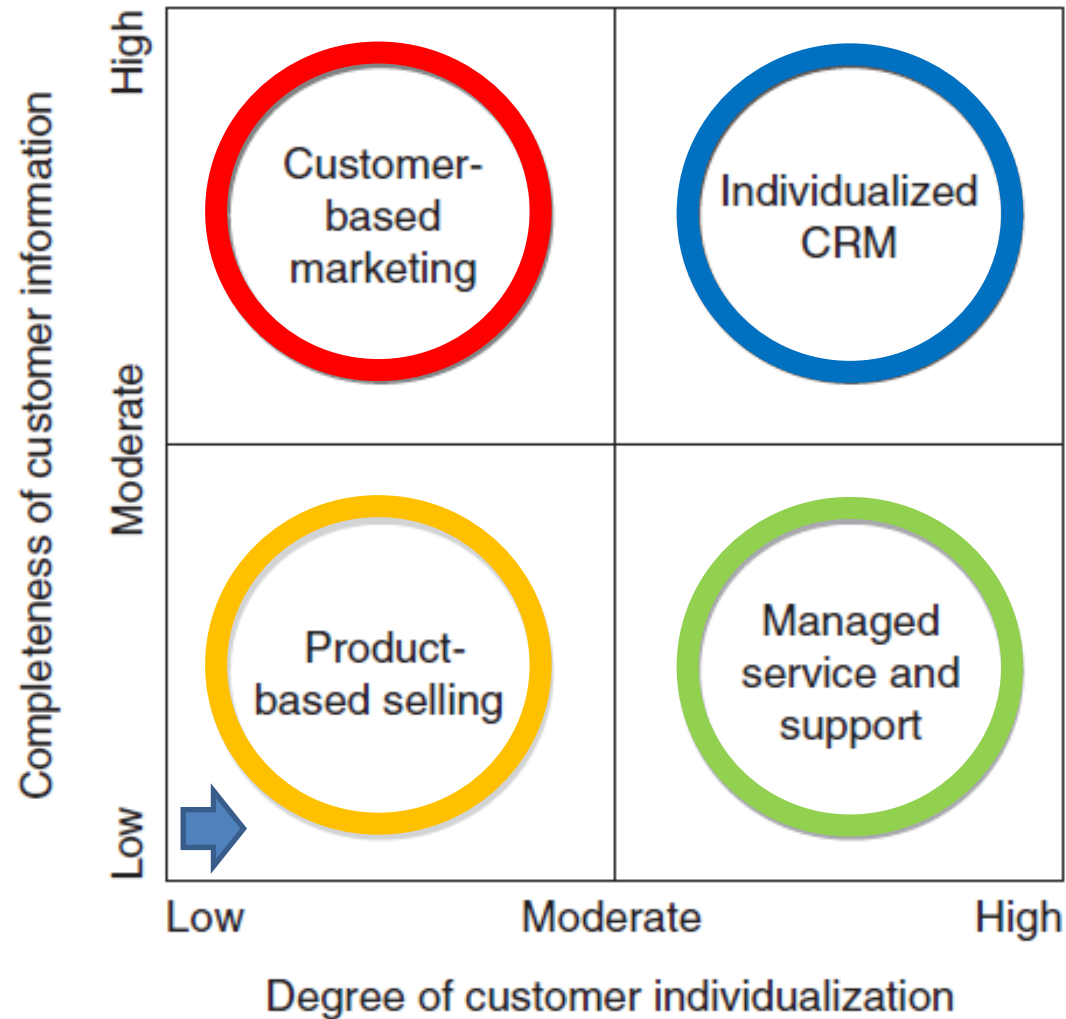 Completeness of customer information
High
Moderate
Low
Customer-
based
marketing
Individualized
CRM
Product-
based selling
Managed
service and
support
Low
Moderate
High
Degree of customer individualization